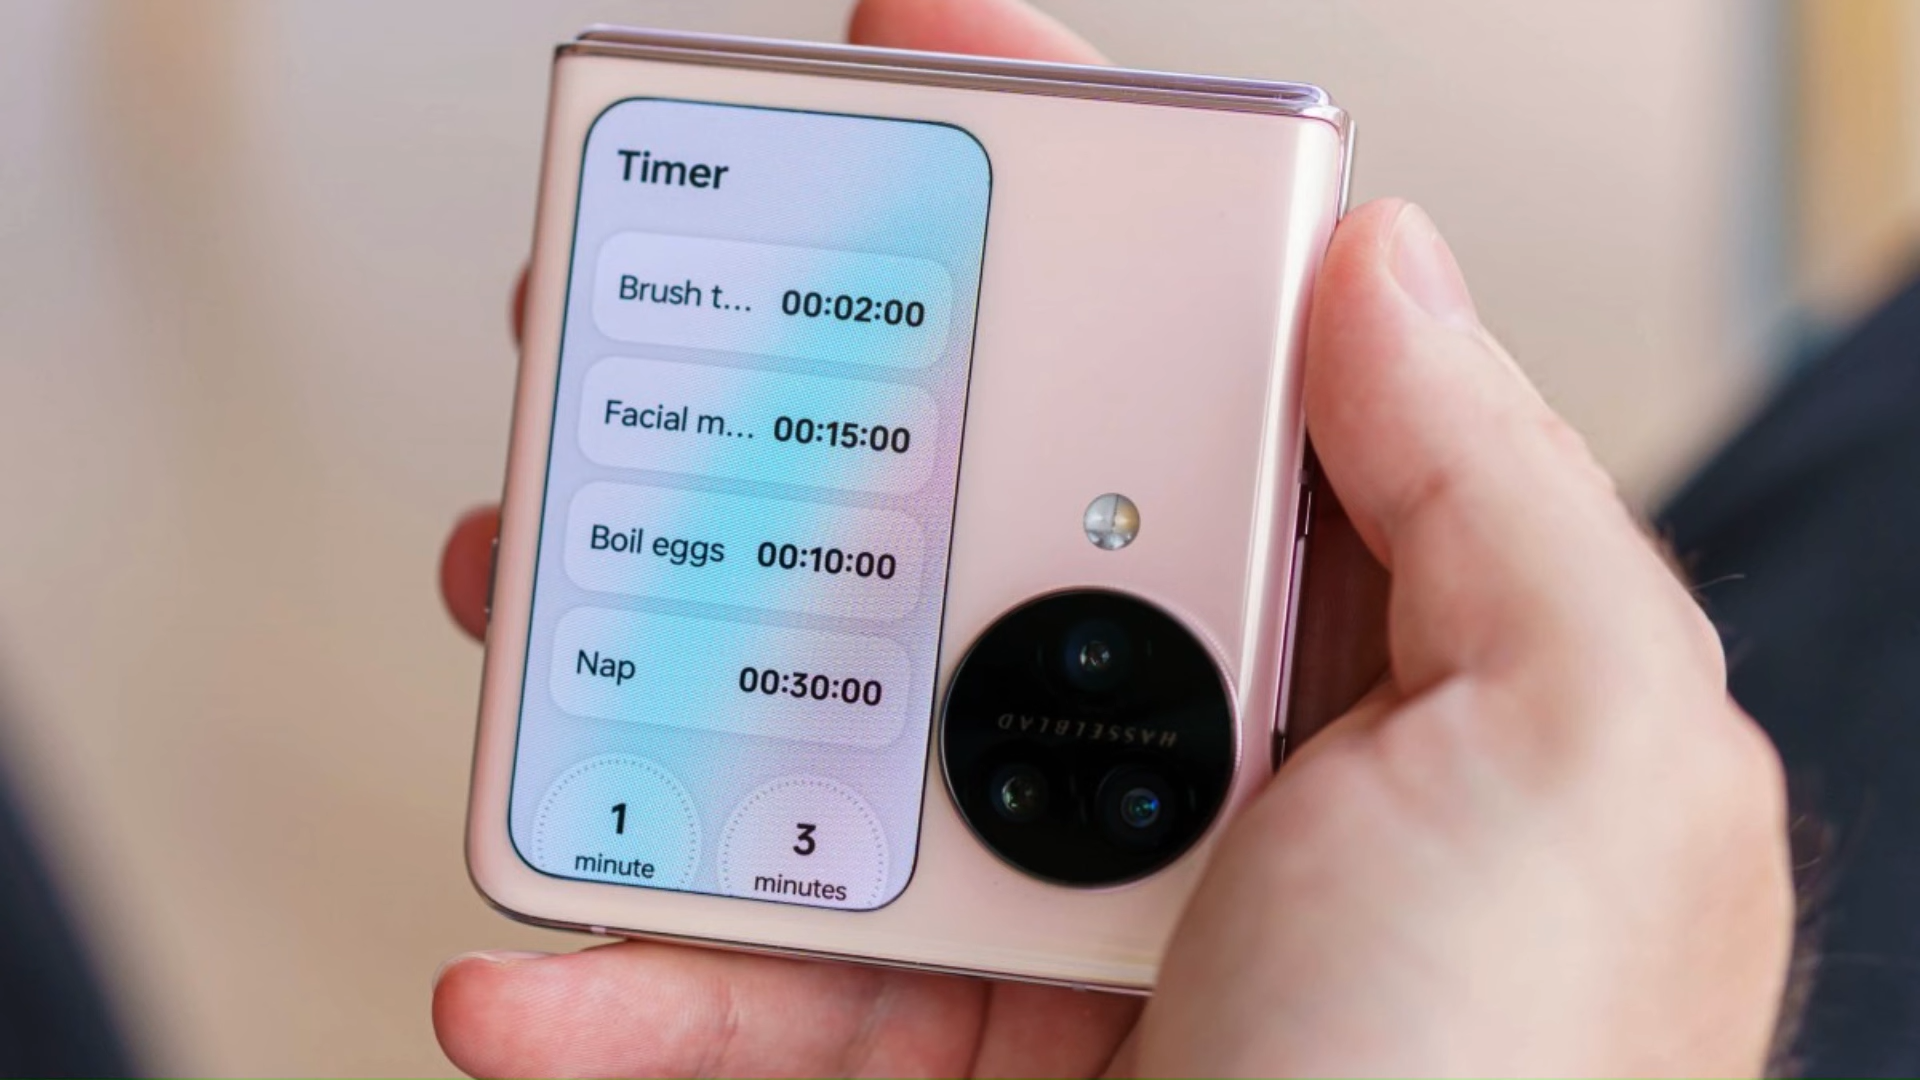 Timer
Brush t... 00:02:00
Facial m... 00:15:00
Boil eggs 00:10:00
Nap 00:30:00
1 3
minute minutes
HASSELBLAD